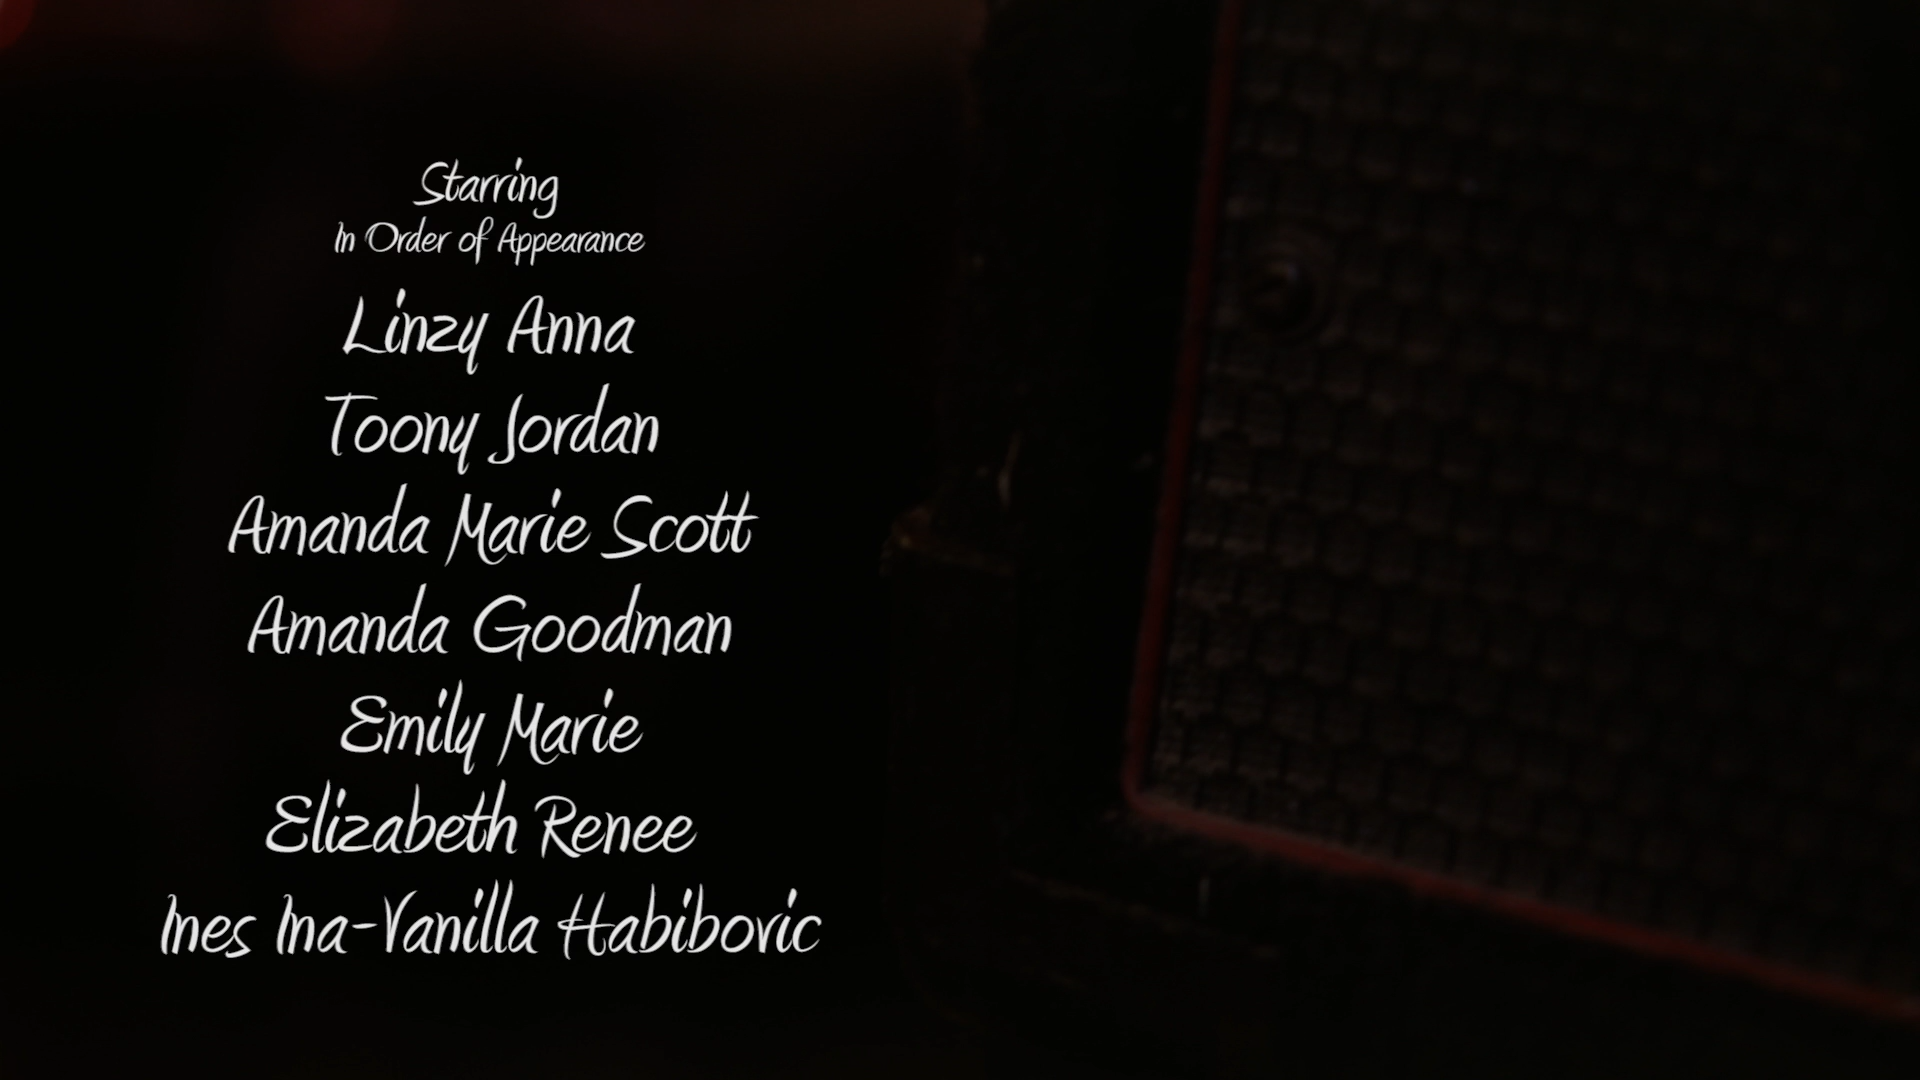 Starring
In Order of Appearance
Linzy Anna
Toony Jordan
Amanda Marie Scott
Amanda Goodman
Emily Marie
Elizabeth Renee
Ines Ina-Vanilla Habibovic